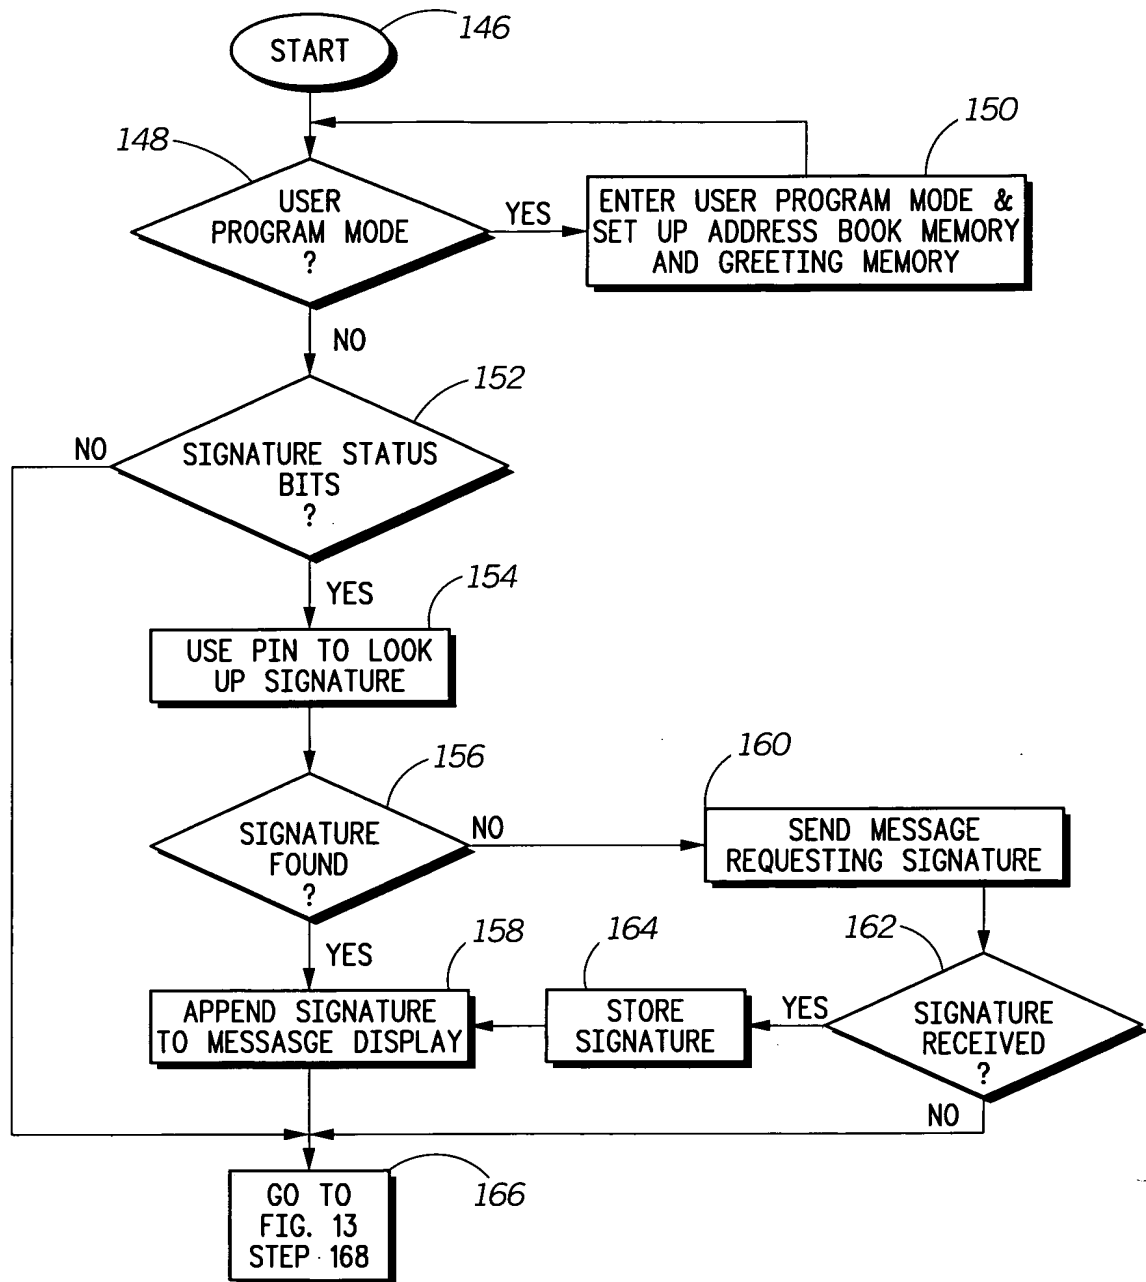 START
146
148
USER
PROGRAM MODE
?
YES
150
ENTER USER PROGRAM MODE &
SET UP ADDRESS BOOK MEMORY
AND GREETING MEMORY
NO
152
SIGNATURE STATUS
BITS
?
NO
YES
154
USE PIN TO LOOK
UP SIGNATURE
156
SIGNATURE
FOUND
?
NO
160
SEND MESSAGE
REQUESTING SIGNATURE
YES
158
APPEND SIGNATURE
TO MESSASGE DISPLAY
164
STORE
SIGNATURE
YES
162
SIGNATURE
RECEIVED
?
NO
166
GO TO
FIG. 13
STEP 168